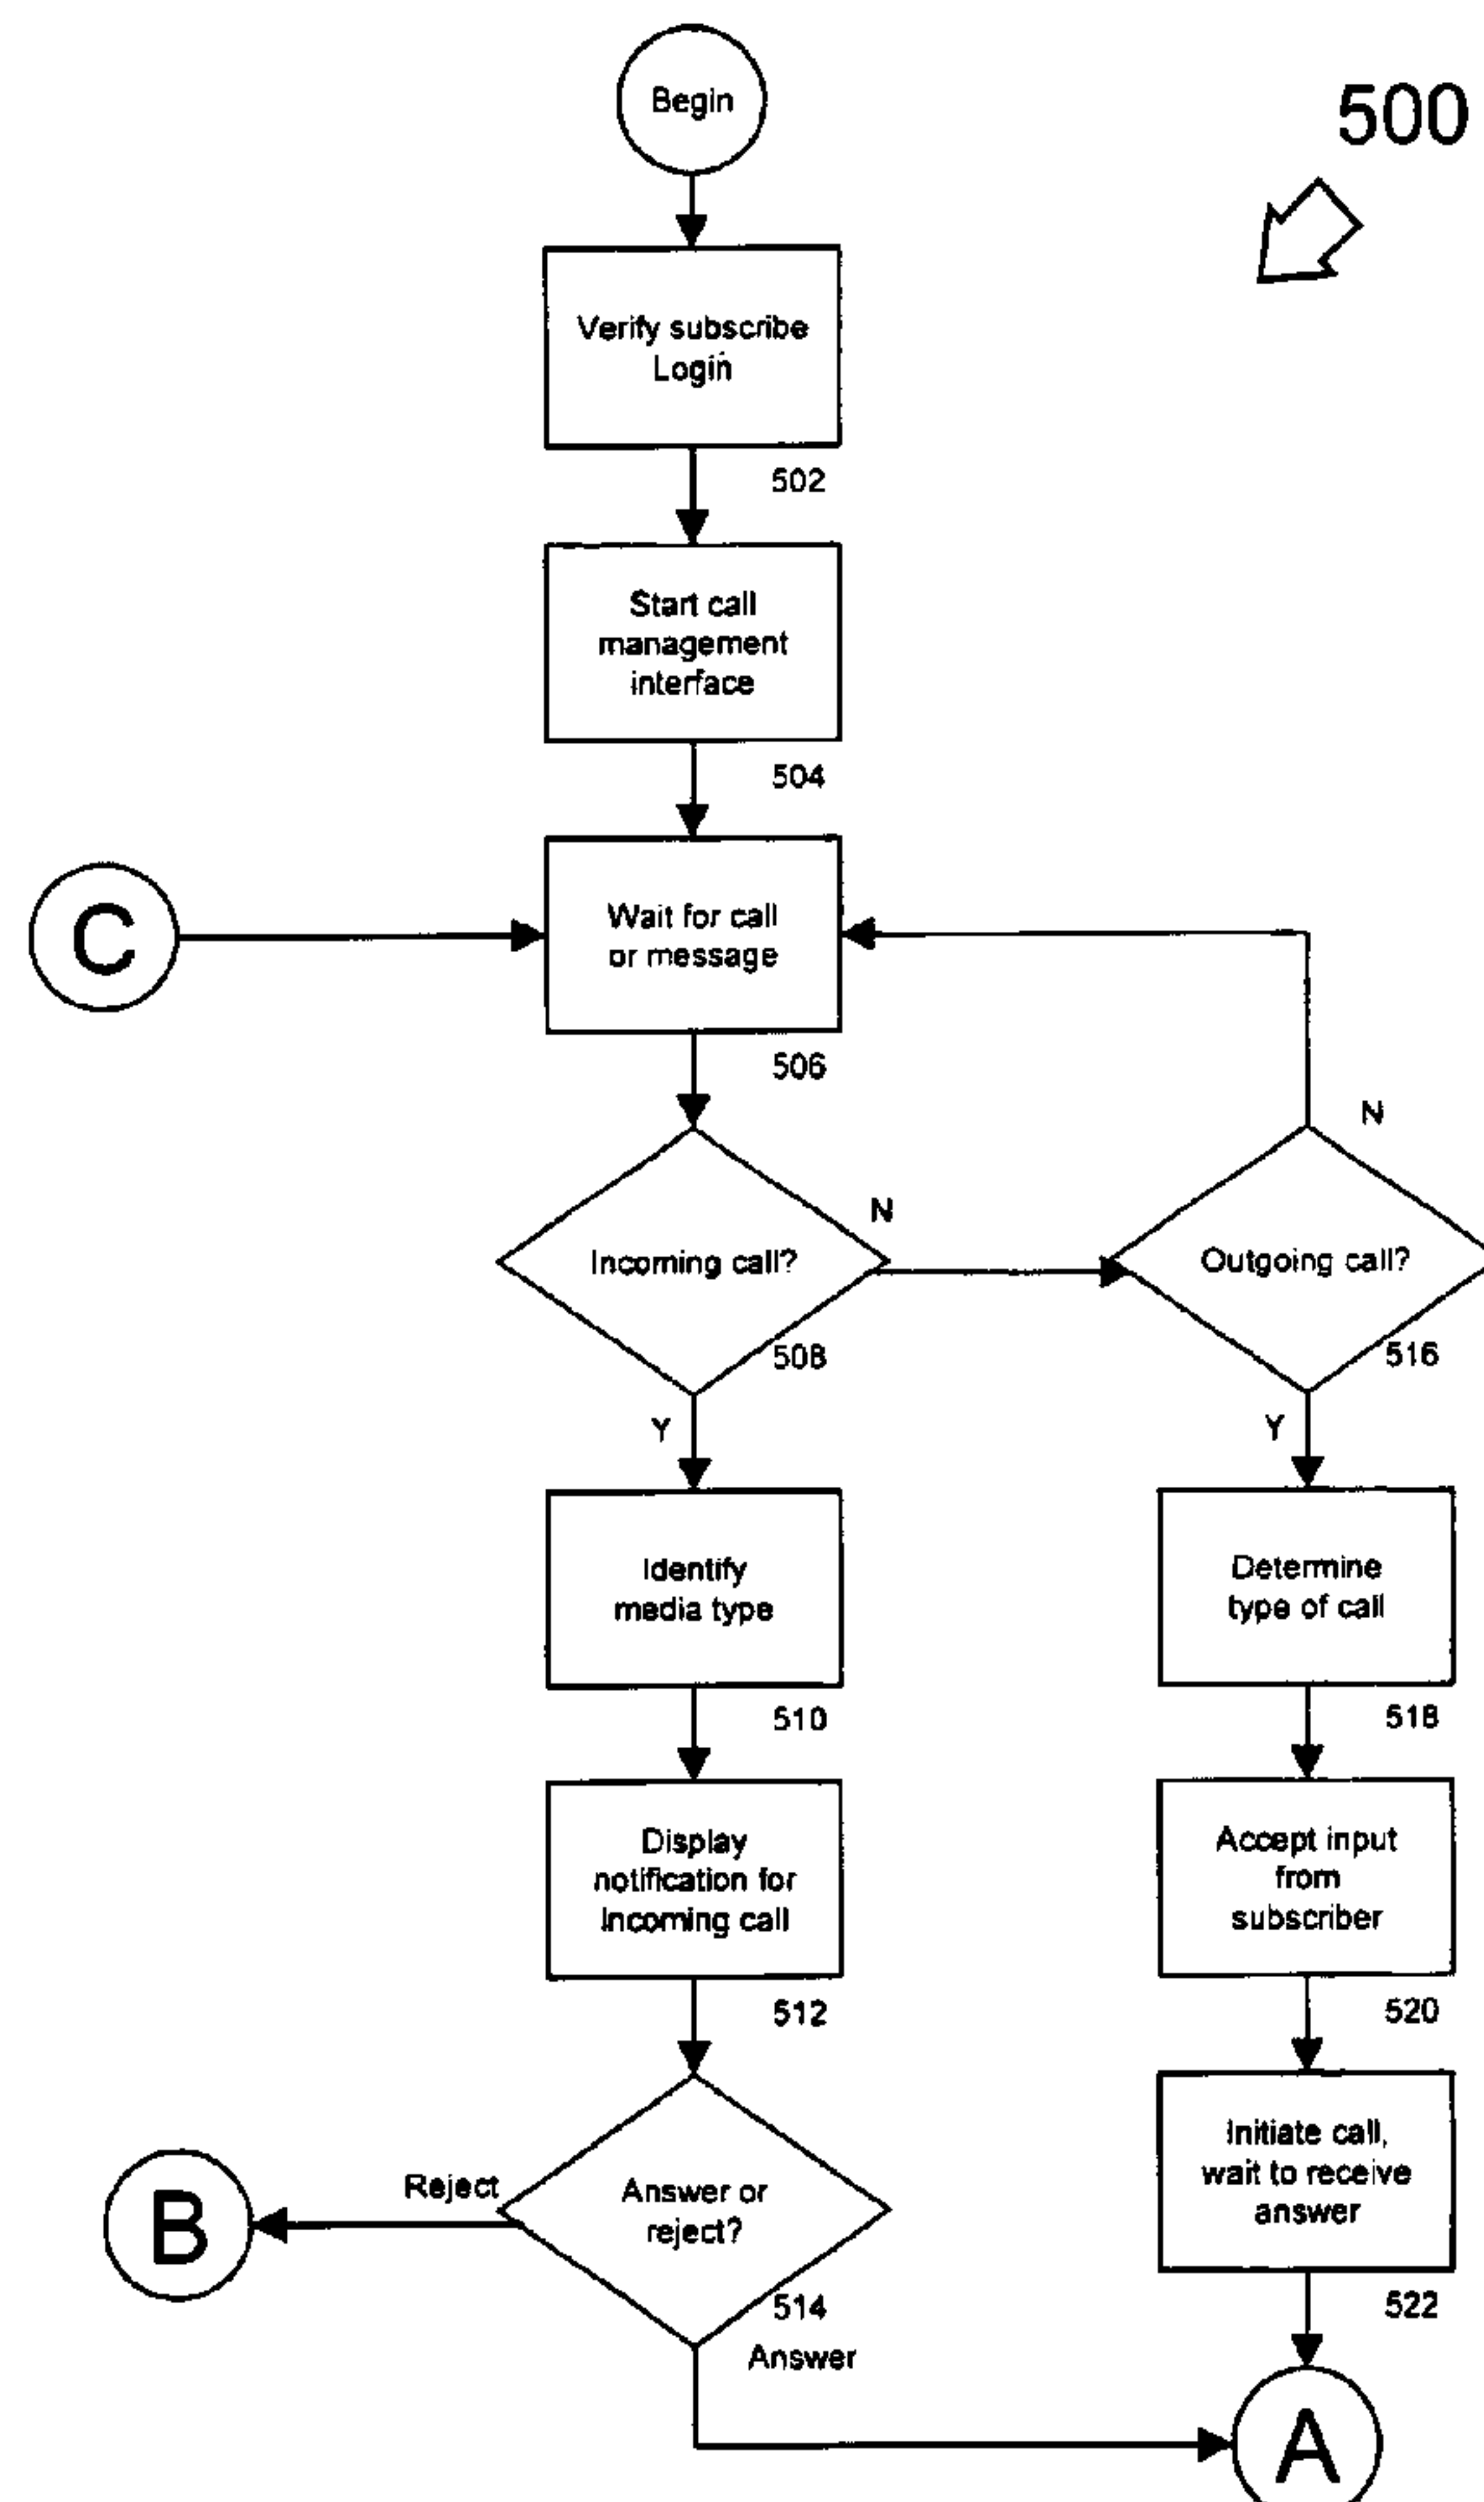 Begin
500
Verify subscribe
Login
502
Start call
management
interface
504
C
Wait for call
or message
506
N
N
Incoming call?
Outgoing call?
508
516
Y
Y
Identify
media type
Determine
type of call
510
518
Display
notification for
Incoming call
Accept input
from
subscriber
512
520
B
Reject
Answer or
reject?
Initiate call,
wait to receive
answer
514
522
Answer
A